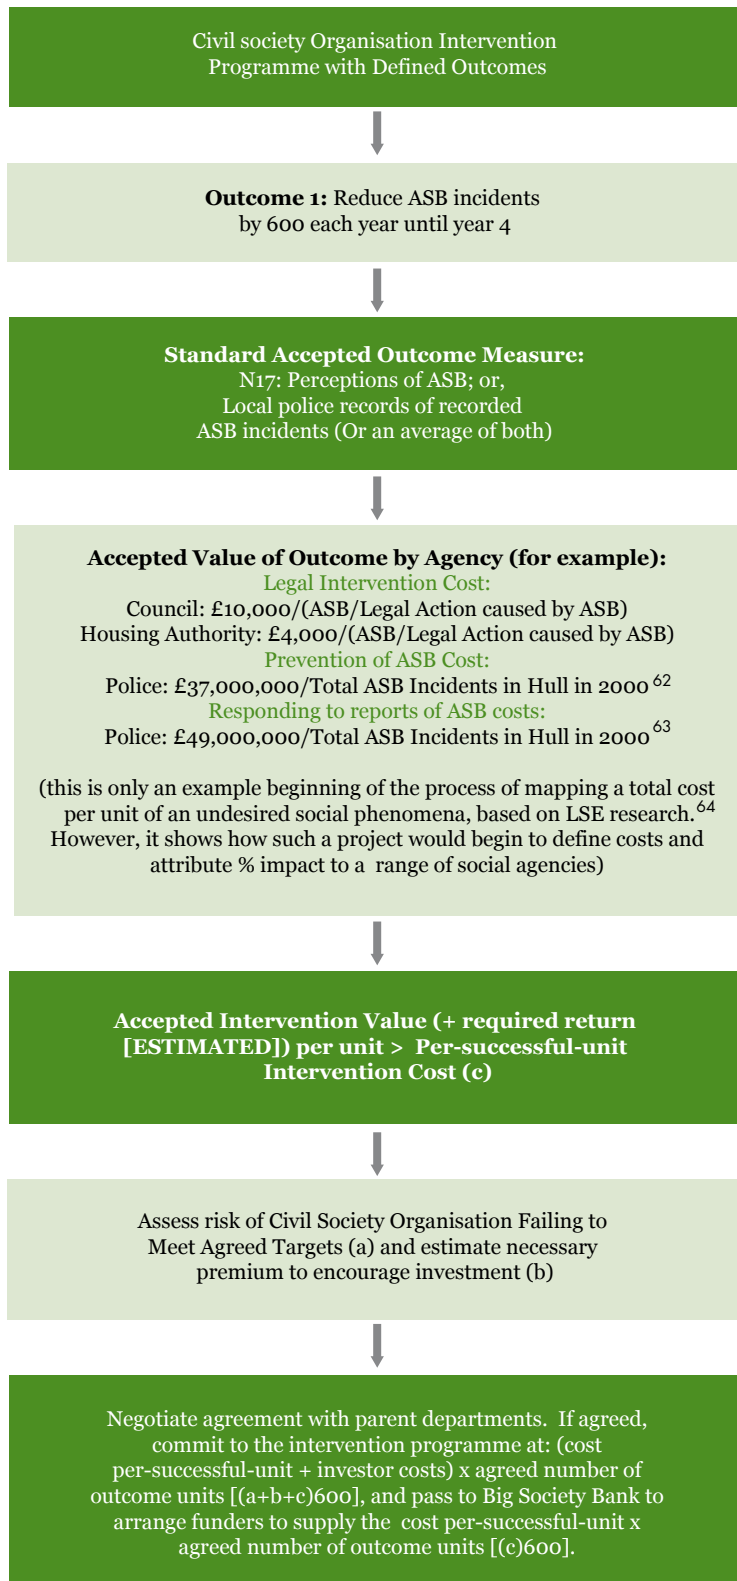 Civil society Organisation Intervention
Programme with Defined Outcomes
Outcome 1: Reduce ASB incidents
by 600 each year until year 4
Standard Accepted Outcome Measure:
N17: Perceptions of ASB; or,
Local police records of recorded
ASB incidents (Or an average of both)
Accepted Value of Outcome by Agency (for example):
Legal Intervention Cost:
Council: £10,000/(ASB/Legal Action caused by ASB)
Housing Authority: £4,000/(ASB/Legal Action caused by ASB)
Prevention of ASB Cost:
Police: £37,000,000/Total ASB Incidents in Hull in 2000 62
Responding to reports of ASB costs:
Police: £49,000,000/Total ASB Incidents in Hull in 2000 63
(this is only an example beginning of the process of mapping a total cost
per unit of an undesired social phenomena, based on LSE research. 64
However, it shows how such a project would begin to define costs and
attribute % impact to a range of social agencies)
Accepted Intervention Value (+ required return
[ESTIMATED]) per unit > Per-successful-unit
Intervention Cost (c)
Assess risk of Civil Society Organisation Failing to
Meet Agreed Targets (a) and estimate necessary
premium to encourage investment (b)
Negotiate agreement with parent departments. If agreed,
commit to the intervention programme at: (cost
per-successful-unit + investor costs) x agreed number of
outcome units [(a+b+c)600], and pass to Big Society Bank to
arrange funders to supply the cost per-successful-unit x
agreed number of outcome units [(c)600].